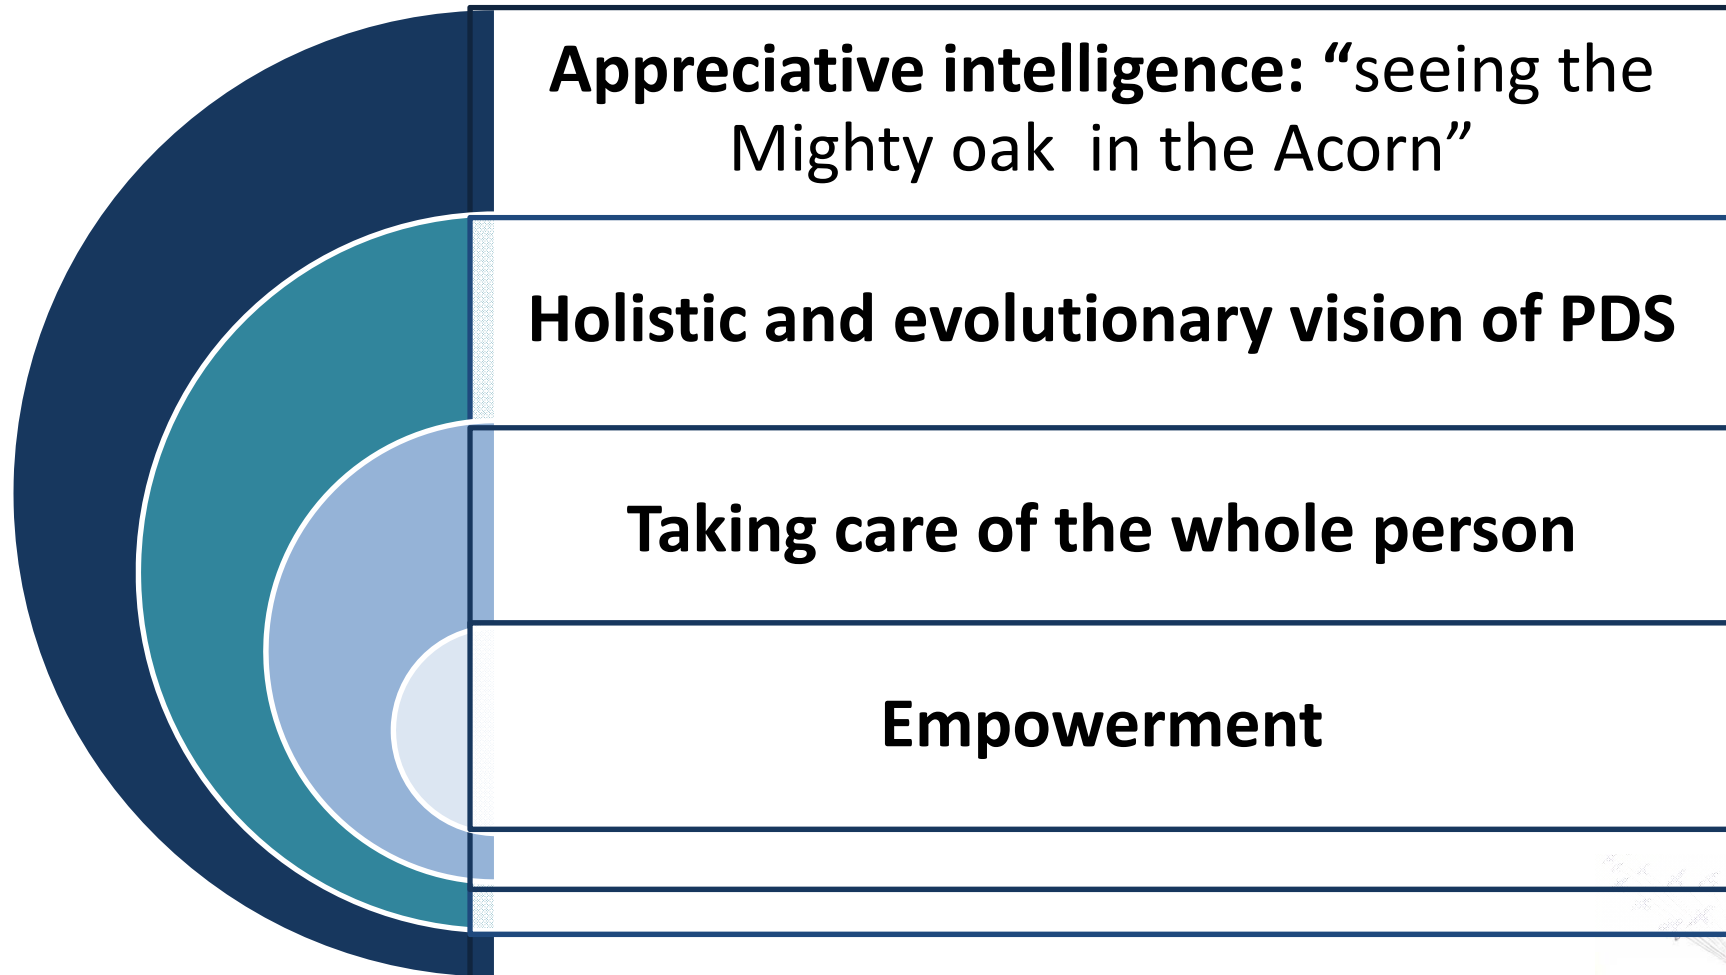 Appreciative intelligence: “seeing the
Mighty oak  in the Acorn”
Holistic and evolutionary vision of PDS
Taking care of the whole person
Empowerment